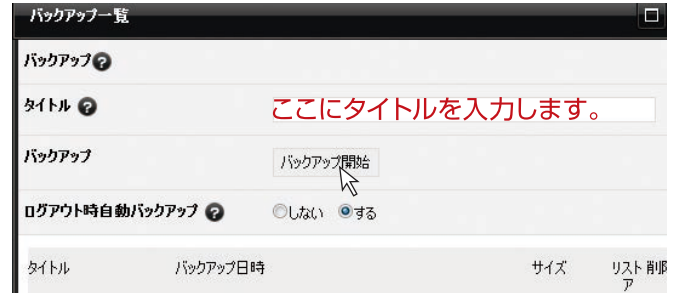 バックアップ一覧
バックアップ
タイトル ここにタイトルを入力します。
バックアップ バックアップ開始
ログアウト時自動バックアップ しない する
タイトル バックアップ日時 サイズ リスト 削除
ア